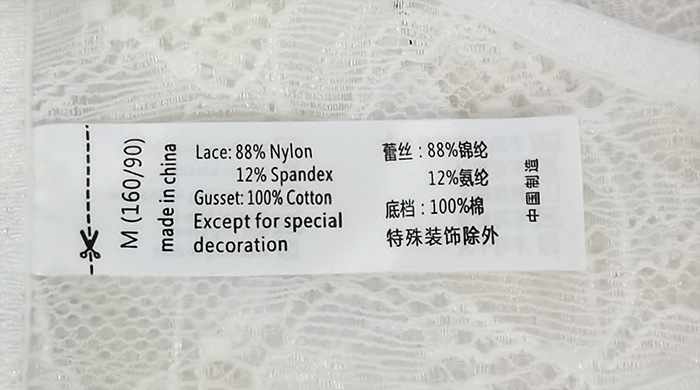 M (160/90)
made in china
Lace: 88% Nylon
12% Spandex
Gusset: 100% Cotton
Except for special
decoration
蕾丝 : 88%锦纶
12%氨纶
底档 : 100%棉
特殊装饰除外
中国制造